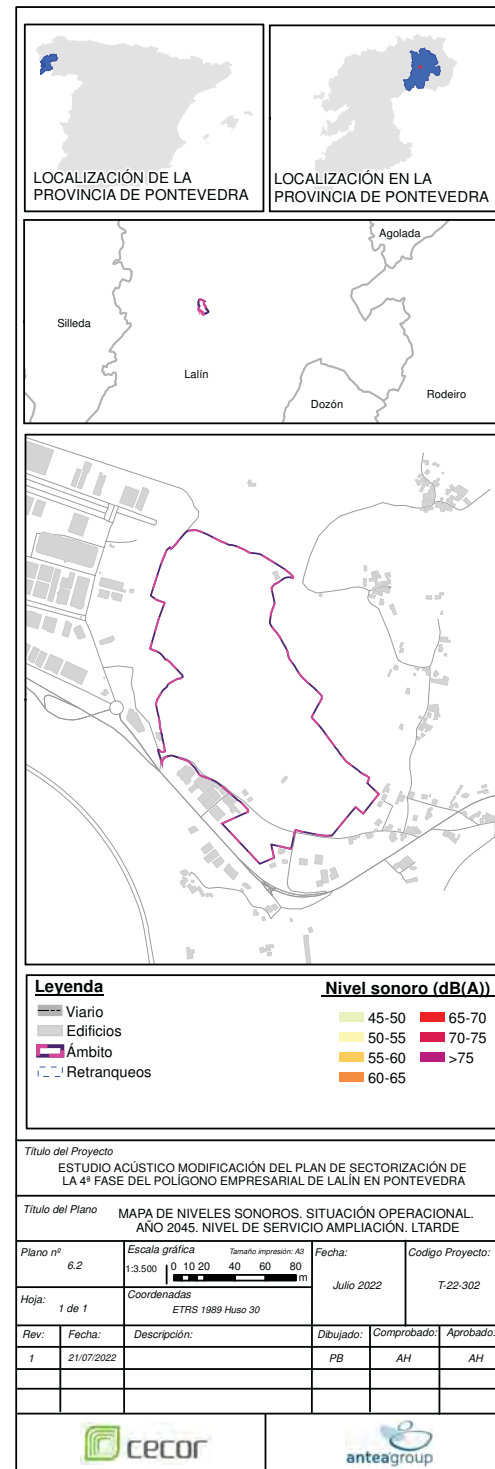 LOCALIZACIÓN DE LA
PROVINCIA DE PONTEVEDRA
LOCALIZACIÓN EN LA
PROVINCIA DE PONTEVEDRA
Agolada
Silleda
Lalín
Dozón
Rodeiro
Leyenda
Viario
Edificios
Ámbito
Retranqueos
Nivel sonoro (dB(A))
45-50
50-55
55-60
60-65
65-70
70-75
>75
Título del Proyecto
ESTUDIO ACÚSTICO MODIFICACIÓN DEL PLAN DE SECTORIZACIÓN DE
LA 4ª FASE DEL POLÍGONO EMPRESARIAL DE LALÍN EN PONTEVEDRA
Título del Plano
MAPA DE NIVELES SONOROS. SITUACIÓN OPERACIONAL.
AÑO 2045. NIVEL DE SERVICIO AMPLIACIÓN. LTARDE
Plano nº
6.2
Escala gráfica
Tamaño impresión: A3
1:3.500
0 10 20 40 60 80
m
Fecha:
Julio 2022
Codigo Proyecto:
T-22-302
Hoja:
1 de 1
Coordenadas
ETRS 1989 Huso 30
Rev: Fecha: Descripción: Dibujado: Comprobado: Aprobado:
1 21/07/2022 PB AH AH
cecor
anteagroup